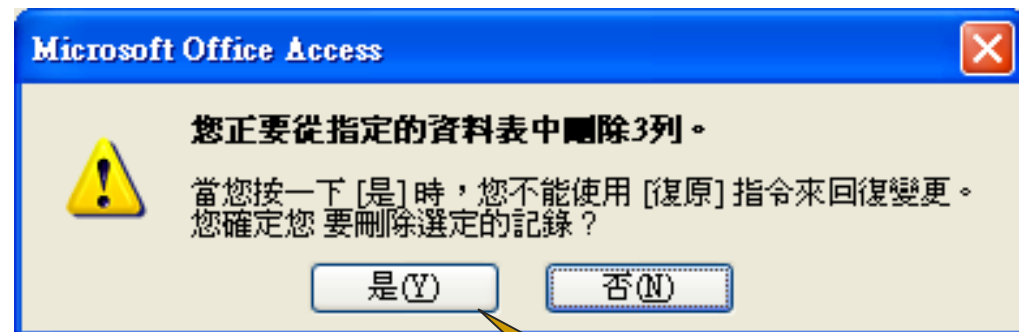 Microsoft Office Access
您正要從指定的資料表中刪除3列。
當您按一下 [是] 時，您不能使用 [復原] 指令來回復變更。
您確定您 要刪除選定的記錄？
是(Y) 否(N)